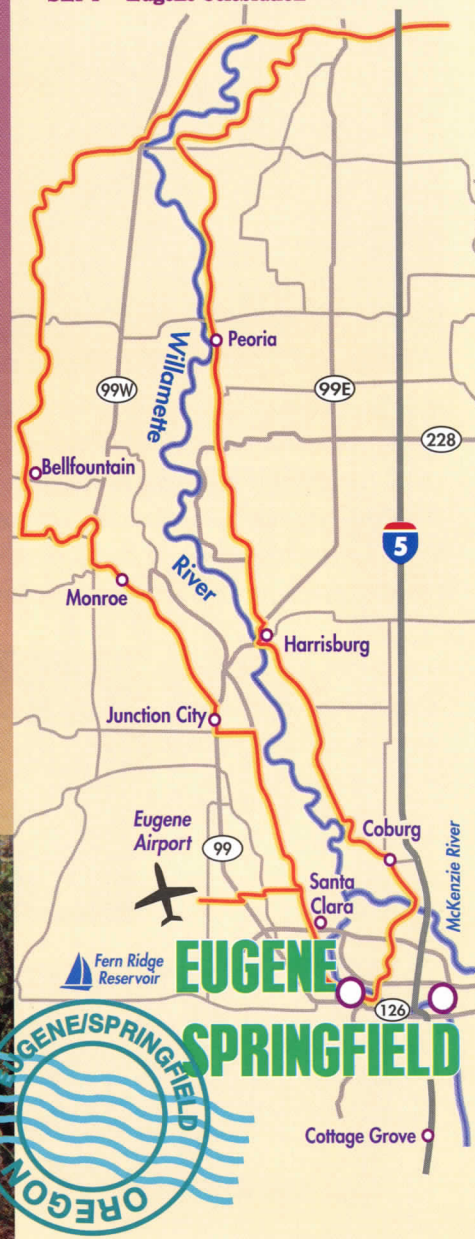 Peoria
Willamette
99W
99E
228
Bellfountain
5
River
Monroe
Harrisburg
Junction City
Eugene
Airport
99
Coburg
Santa
Clara
McKenzie River
Fern Ridge
Reservoir
EUGENE
126
SPRINGFIELD
EUGENE/SPRINGFIELD
OREGON
Cottage Grove